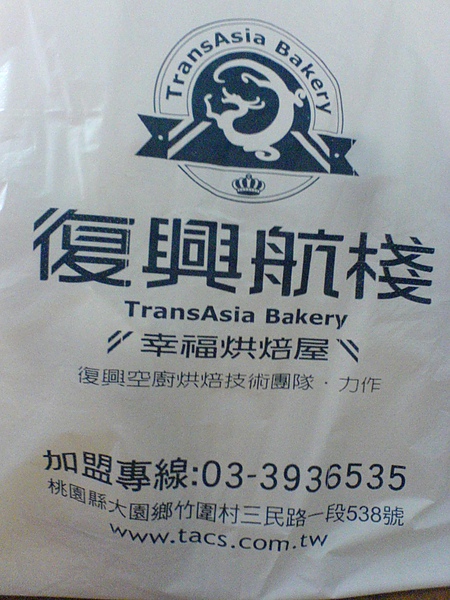 TransAsia Bakery
復興航棧
TransAsia Bakery
幸福烘焙屋
復興空廚烘焙技術團隊・力作
加盟專線:03-3936535
桃園縣大園鄉竹圍村三民路一段538號
www.tacs.com.tw